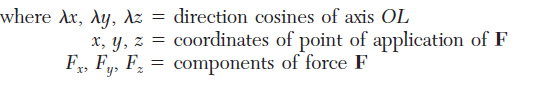 where λx, λy, λz = direction cosines of axis OL
x, y, z = coordinates of point of application of F
Fx, Fy, Fz = components of force F